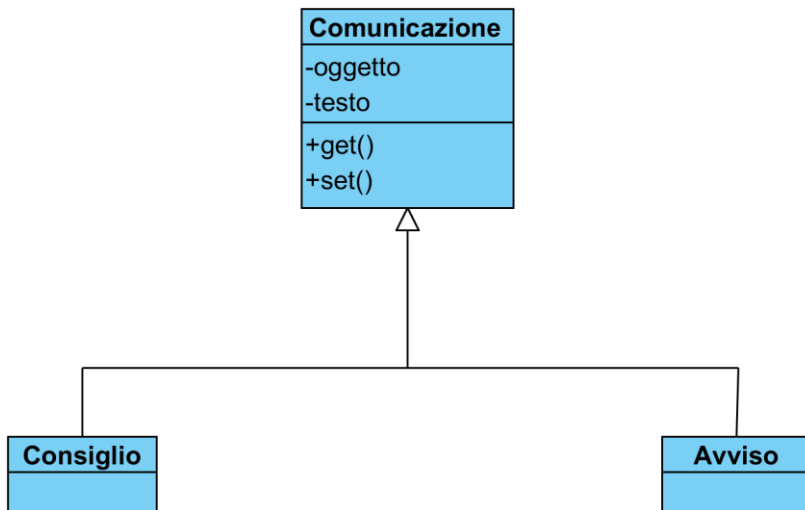 Comunicazione
-oggetto
-testo
+get()
+set()
Consiglio
Avviso